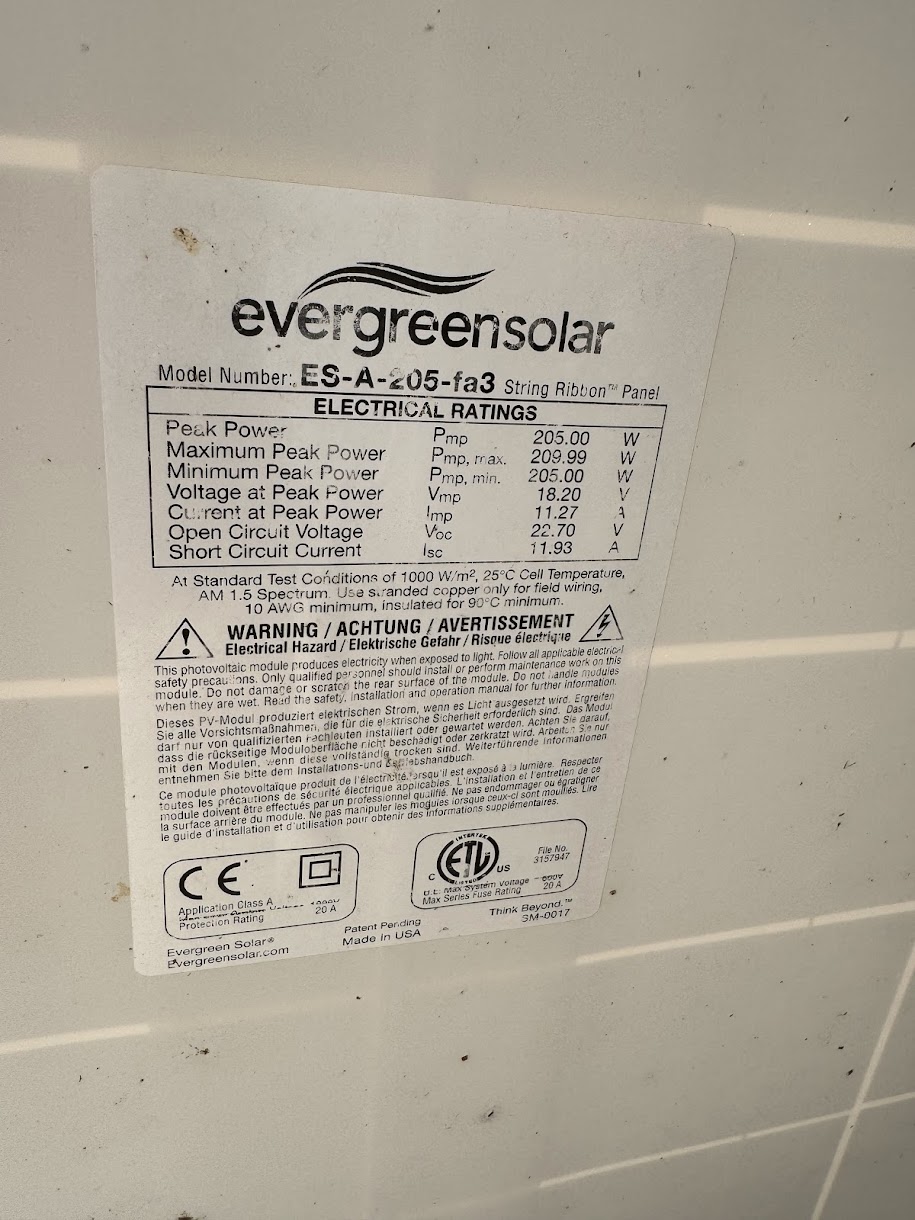 evergreensolar
Model Number: ES-A-205-fa3 String Ribbon™ Panel
ELECTRICAL RATINGS
Peak Power Pmp 205.00 W
Maximum Peak Power Pmp, max. 209.99 W
Minimum Peak Power Pmp, min. 205.00 W
Voltage at Peak Power Vmp 18.20 V
Current at Peak Power Imp 11.27 A
Open Circuit Voltage Voc 22.70 V
Short Circuit Current Isc 11.93 A
At Standard Test Conditions of 1000 W/m², 25°C Cell Temperature,
AM 1.5 Spectrum. Use stranded copper only for field wiring,
10 AWG minimum, insulated for 90°C minimum.
WARNING / ACHTUNG / AVERTISSEMENT
Electrical Hazard / Elektrische Gefahr / Risque électrique
This photovoltaic module produces electricity when exposed to light. Follow all applicable electrical
safety precautions. Only qualified personnel should install or perform maintenance work on this
module. Do not damage or scratch the rear surface of the module. Do not handle modules
when they are wet. Read the safety, installation and operation manual for further information.
Dieses PV-Modul produziert elektrischen Strom, wenn es Licht ausgesetzt wird. Ergreifen
Sie alle Vorsichtsmaßnahmen, die für die elektrische Sicherheit erforderlich sind. Das Modul
darf nur von qualifizierten Fachleuten installiert oder gewartet werden. Achten Sie darauf,
dass die rückseitige Moduloberfläche nicht beschädigt oder zerkratzt wird. Arbeiten Sie nur
mit den Modulen, wenn diese vollständig trocken sind. Weiterführende Informationen
entnehmen Sie bitte dem Installations-und Betriebshandbuch.
Ce module photovoltaïque produit de l'électricité lorsqu'il est exposé à la lumière. Respecter
toutes les précautions de sécurité électrique applicables. L'installation et l'entretien de ce
module doivent être effectués par un professionnel qualifié. Ne pas endommager ou égratigner
la surface arrière du module. Ne pas manipuler les modules lorsque ceux-ci sont mouillés. Lire
le guide d'installation et d'utilisation pour obtenir des informations supplémentaires.
CE
Application Class A
1000V
Protection Rating 20 A
INTERTEK
C ETL US
LISTED
File No.
3157947
U.L. Max System Voltage 600V
Max Series Fuse Rating 20 A
Evergreen Solar®
Evergreensolar.com
Patent Pending
Made In USA
Think Beyond.™
SM-0017